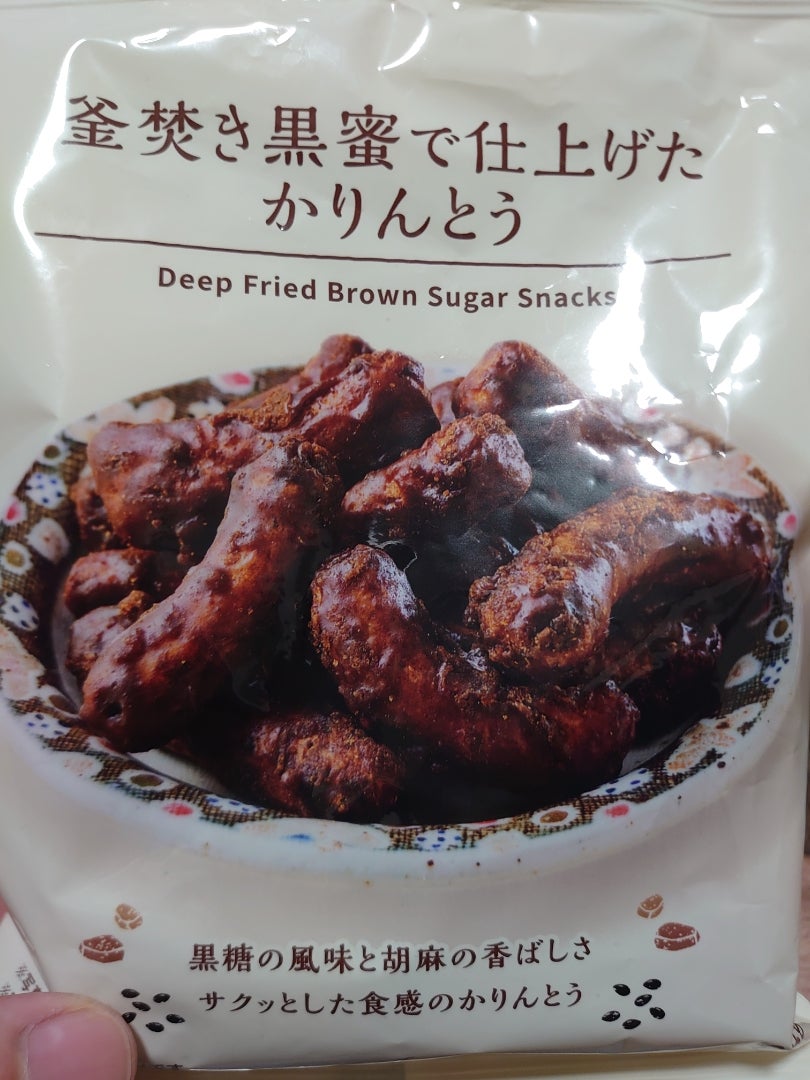 釜焚き黒蜜で仕上げた
かりんとう
Deep Fried Brown Sugar Snacks
黒糖の風味と胡麻の香ばしさ
サクッとした食感のかりんとう